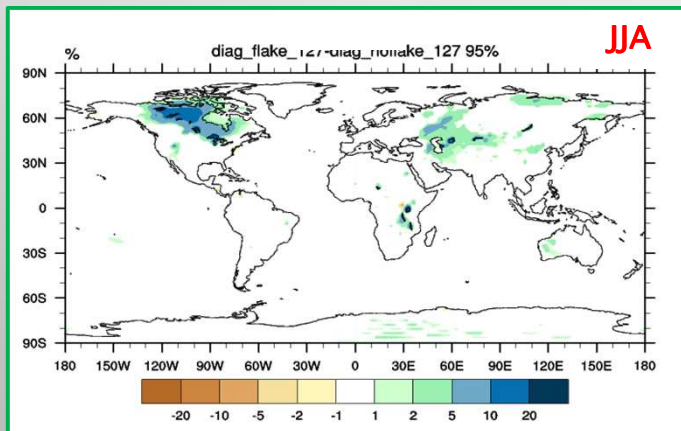 JJA
% diag_flake_127-diag_noflake_127 95%
90N
60N
30N
0
30S
60S
90S
180 150W 120W 90W 60W 30W 0 30E 60E 90E 120E 150E 180
-20 -10 -5 -2 -1 1 2 5 10 20